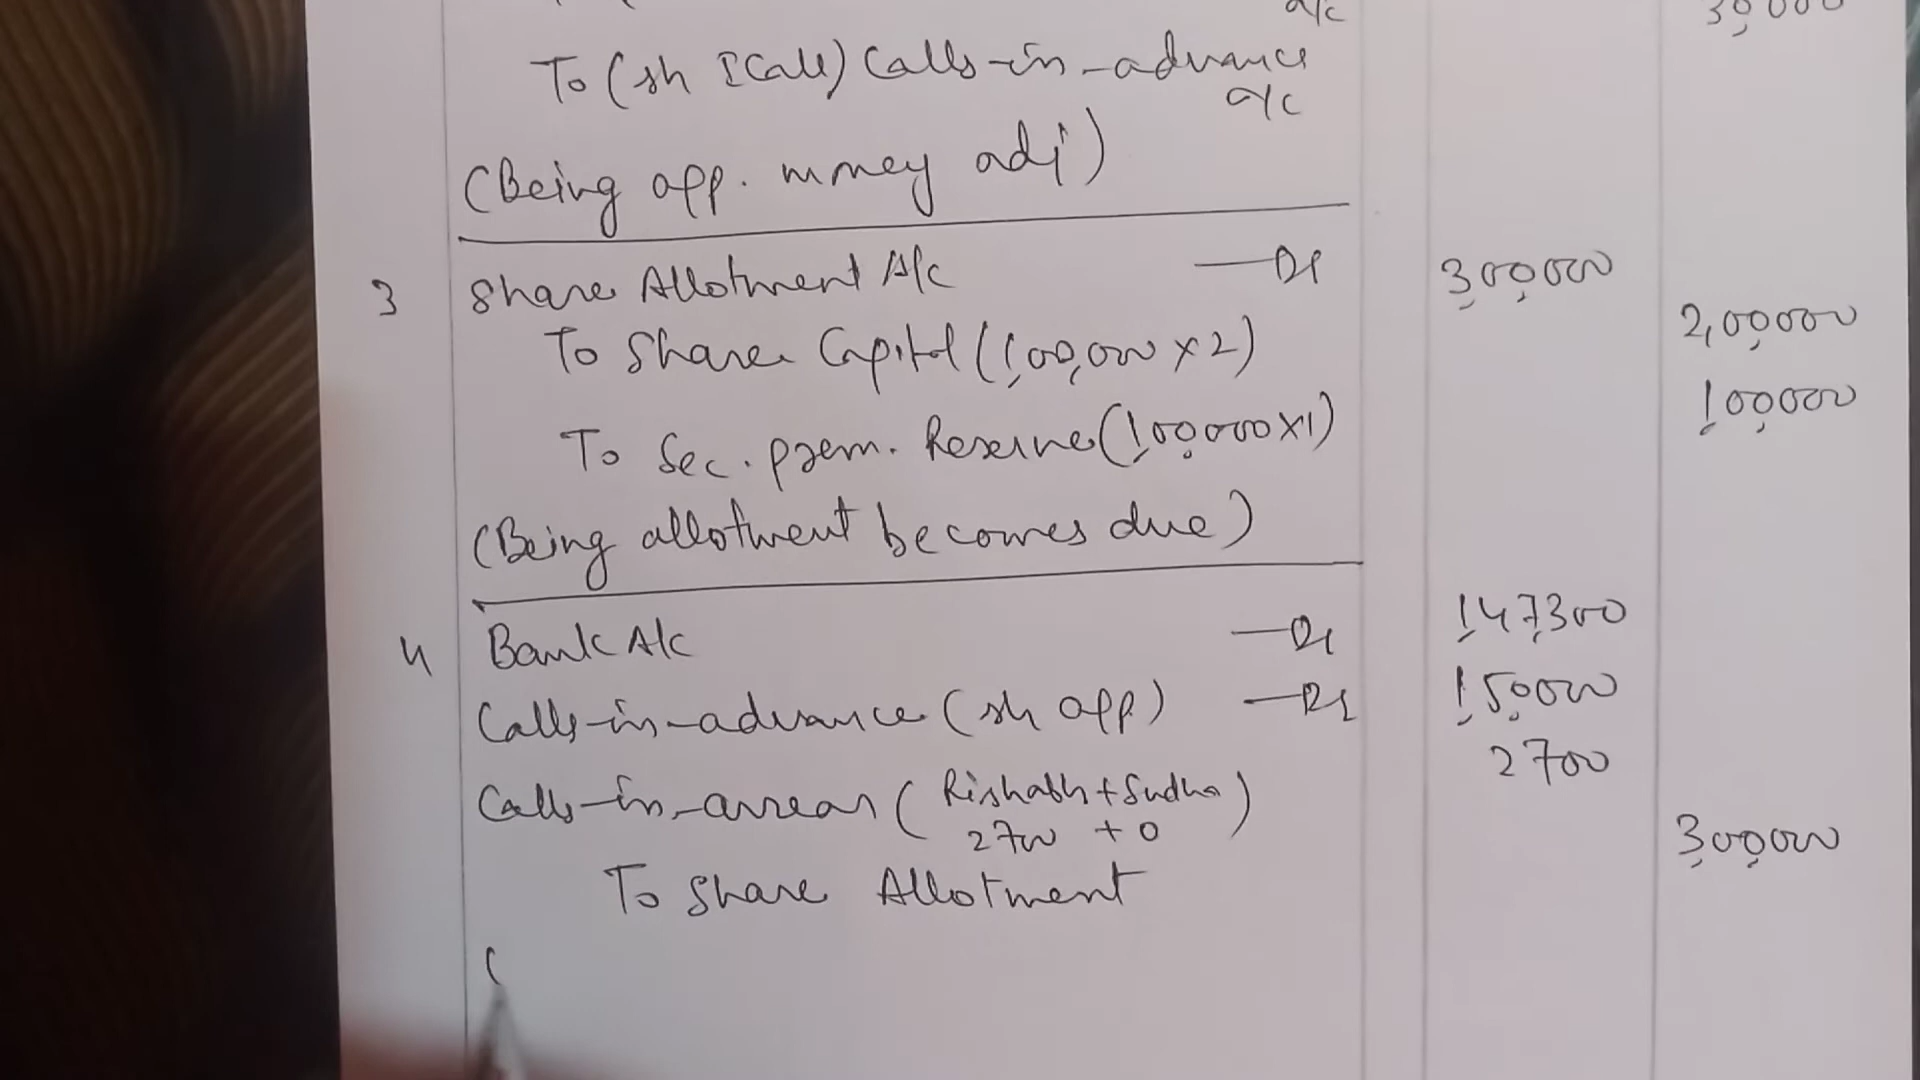 a/c 30000
To (sh I Call) Calls-in-advance
a/c
(Being app. money adj)
3 Share Allotment A/c —Dr 3,00,000
To Share Capital (1,00,000 × 2) 2,00,000
To Sec. prem. Reserve (1,00,000 × 1) 1,00,000
(Being allotment becomes due)
4 Bank A/c —Dr 1,47,300
Calls-in-advance (sh app) —Dr 1,50,000
Calls-in-arrear (Rishabh + Sudha) 2700
2700 + 0
To Share Allotment 3,00,000
(